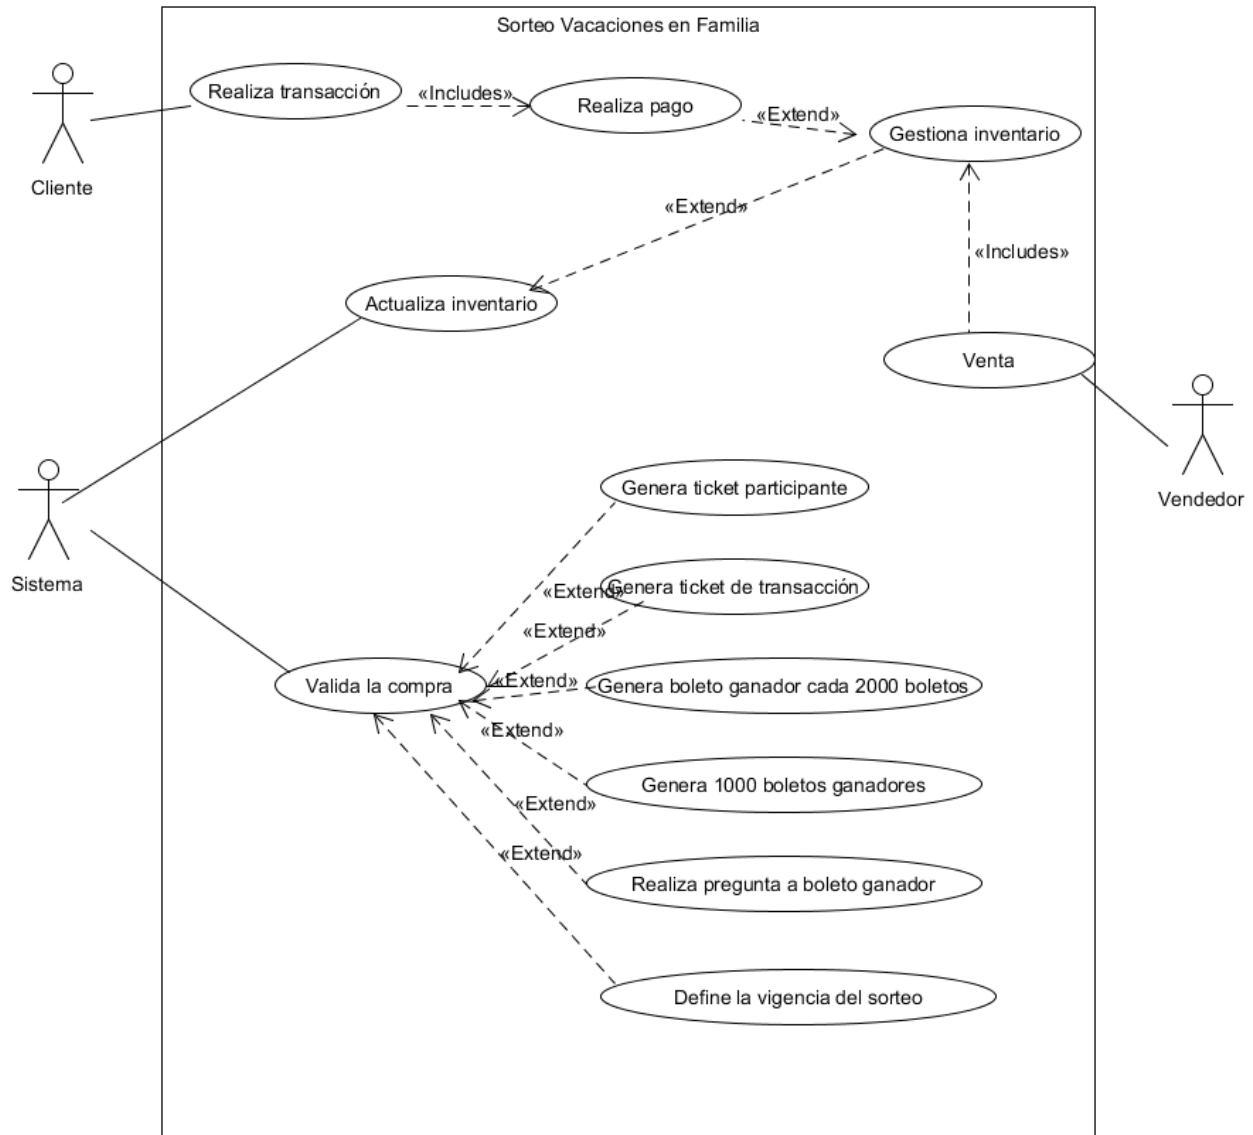 Sorteo Vacaciones en Familia
Realiza transacción
«Includes»
Realiza pago
«Extend»
Gestiona inventario
Cliente
«Extend»
«Includes»
Actualiza inventario
Venta
Vendedor
Sistema
Genera ticket participante
«Extend»
Genera ticket de transacción
«Extend»
Valida la compra
«Extend»
Genera boleto ganador cada 2000 boletos
«Extend»
Genera 1000 boletos ganadores
«Extend»
«Extend»
Realiza pregunta a boleto ganador
Define la vigencia del sorteo